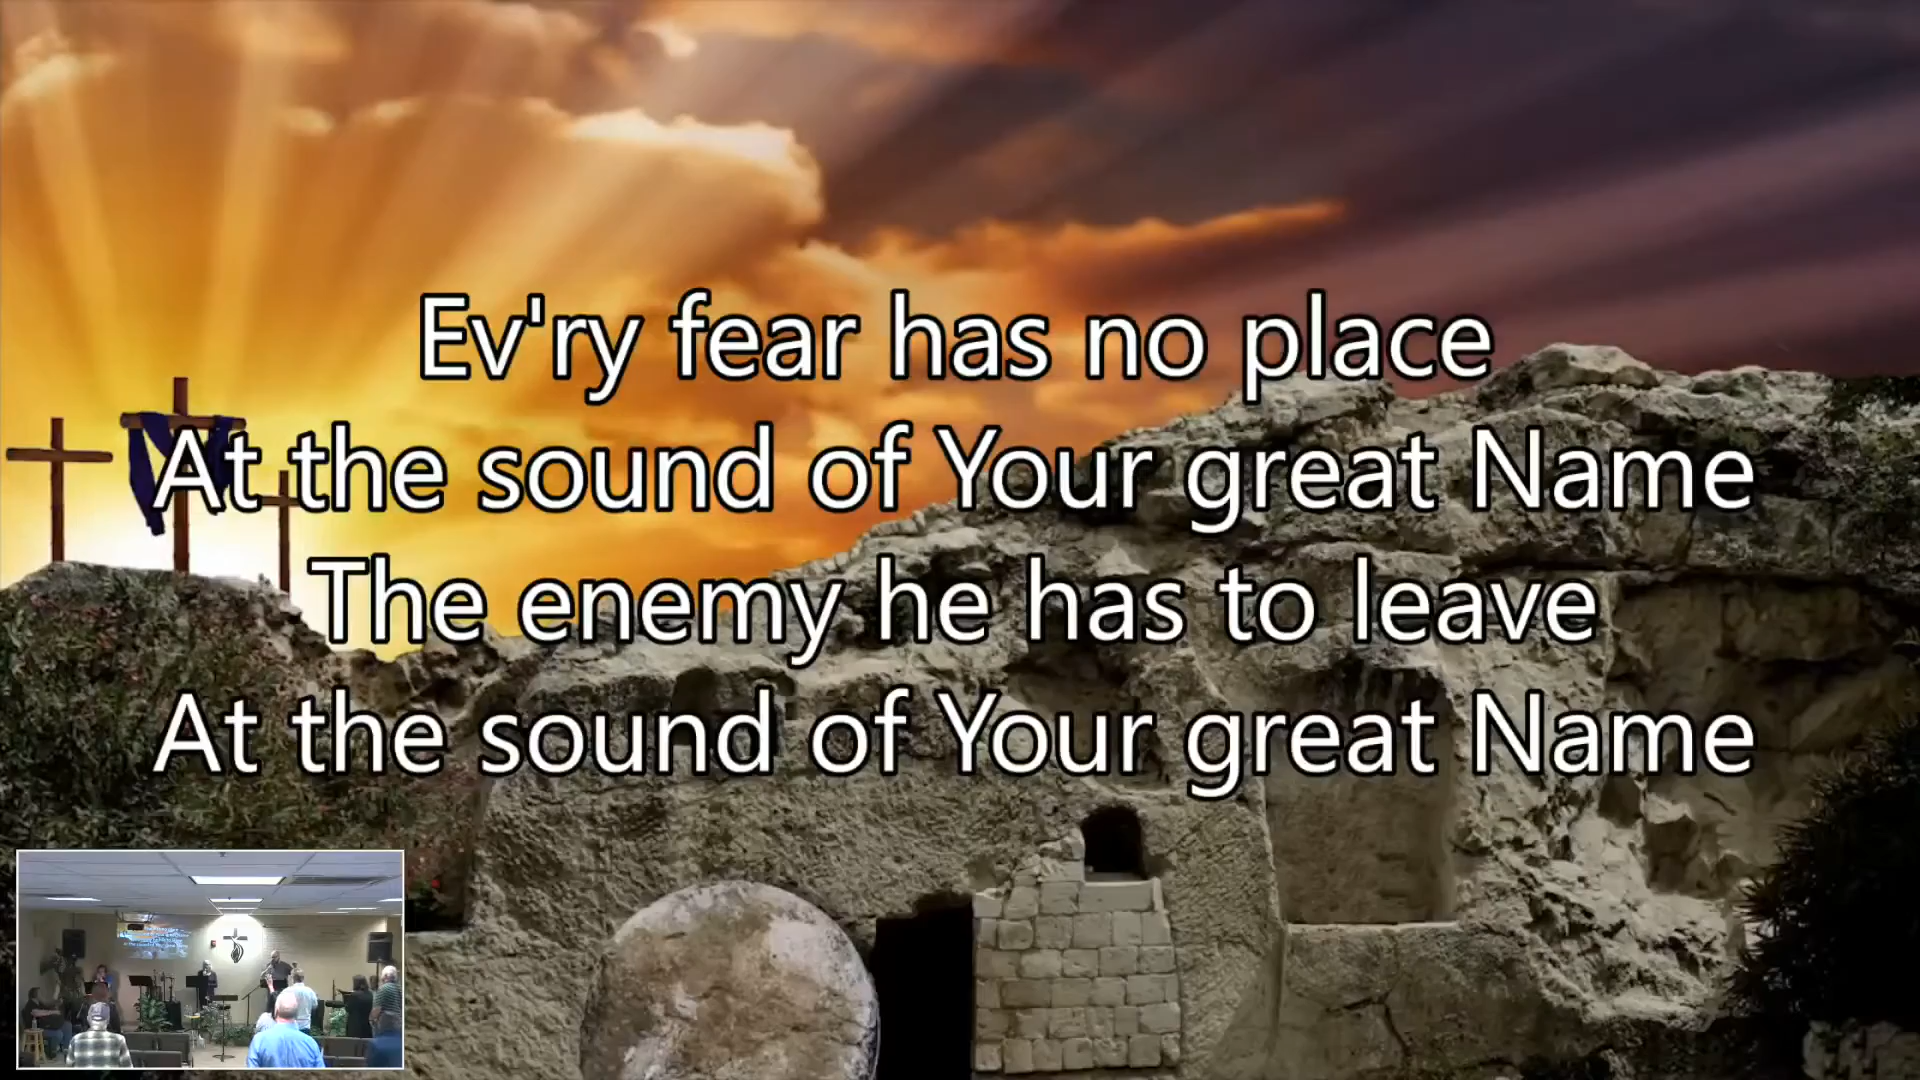 Ev'ry fear has no place
At the sound of Your great Name
The enemy he has to leave
At the sound of Your great Name